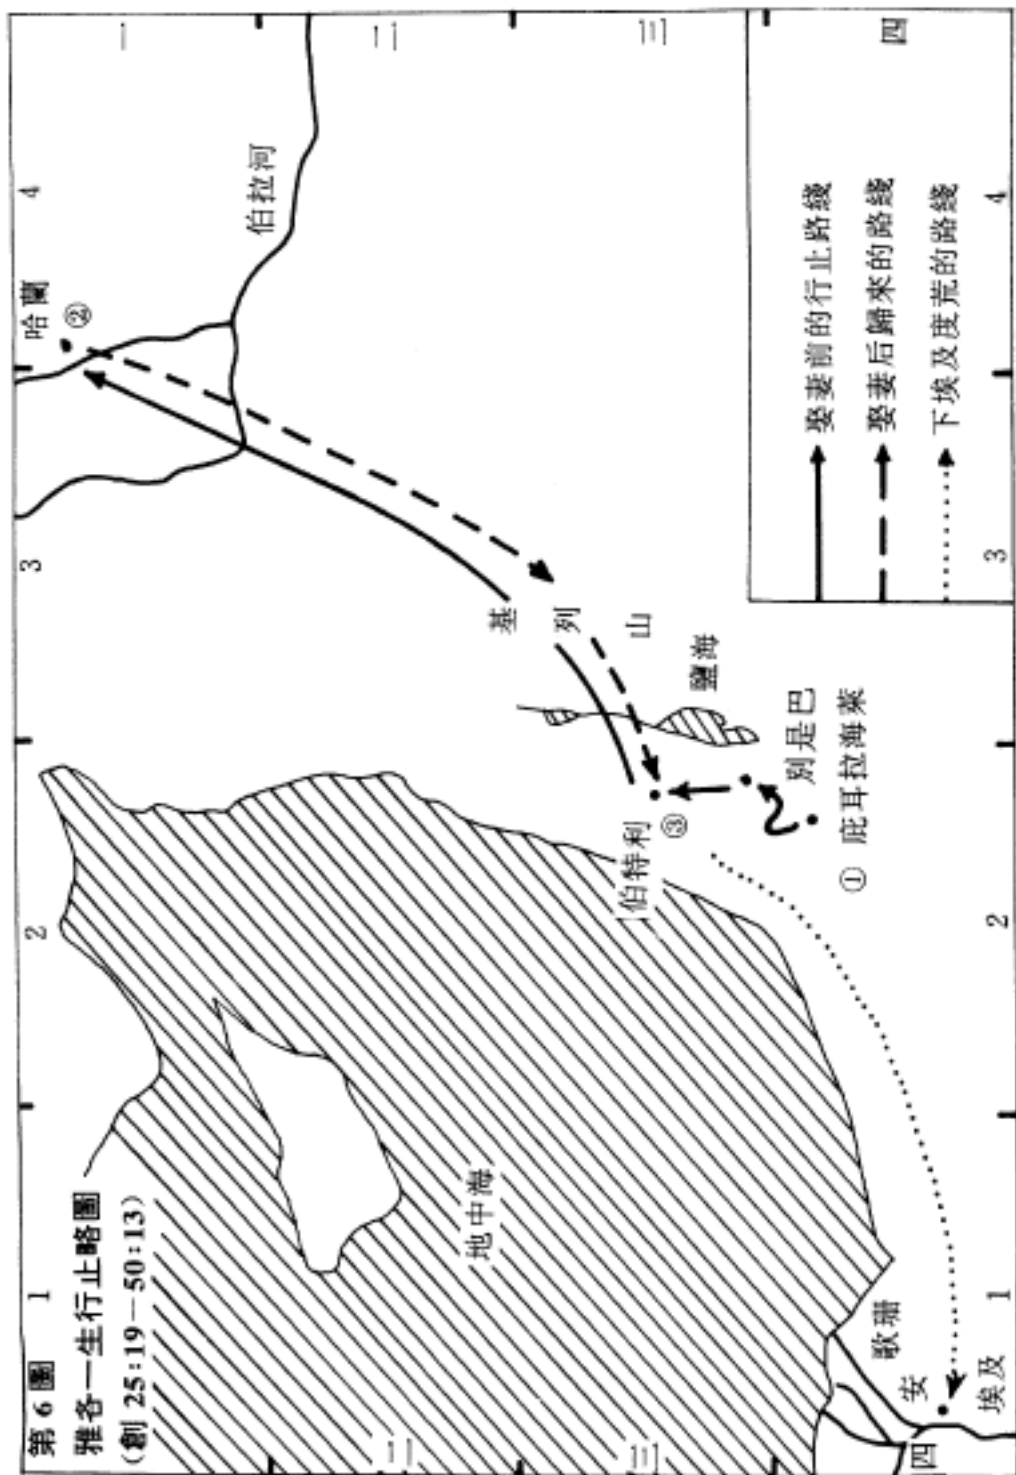 第6圖
雅各一生行止略圖
(創 25:19—50:13)
1
2
3
4
一
二
三
四
二
三
四
1
2
3
4
哈蘭
②
伯拉河
基列山
鹽海
伯特利
③
別是巴
① 庇耳拉海萊
地中海
歌珊
安
埃及
娶妻前的行止路綫
娶妻后歸來的路綫
下埃及度荒的路綫